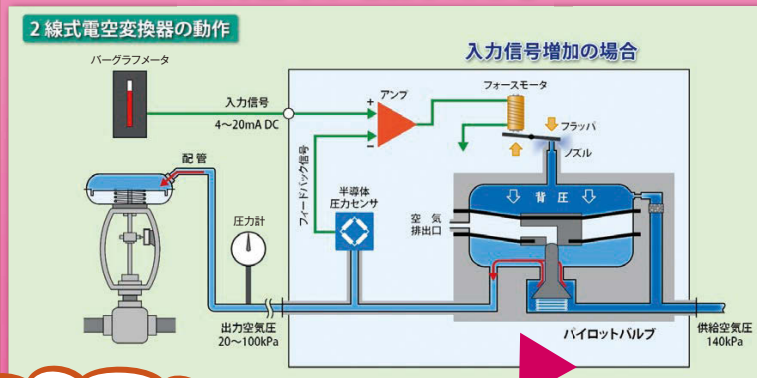 2線式電空変換器の動作
入力信号増加の場合
バーグラフメータ
入力信号
4～20mA DC
+
−
アンプ
フォースモータ
フラッパ
ノズル
配管
フィードバック信号
半導体
圧力センサ
圧力計
背圧
空気
排出口
出力空気圧
20～100kPa
パイロットバルブ
供給空気圧
140kPa